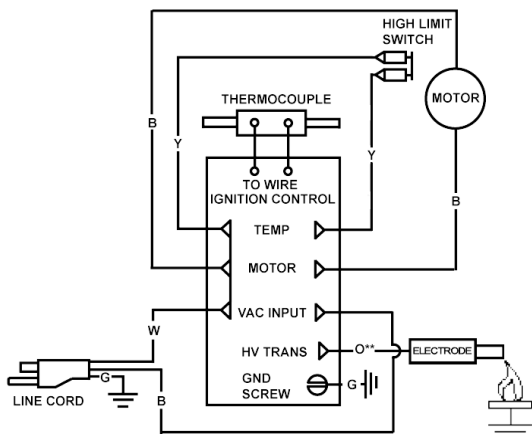 HIGH LIMIT
SWITCH
THERMOCOUPLE
MOTOR
B
Y
Y
B
TO WIRE
IGNITION CONTROL
TEMP
MOTOR
VAC INPUT
W
HV TRANS
O**
ELECTRODE
GND
SCREW
G
G
LINE CORD
B